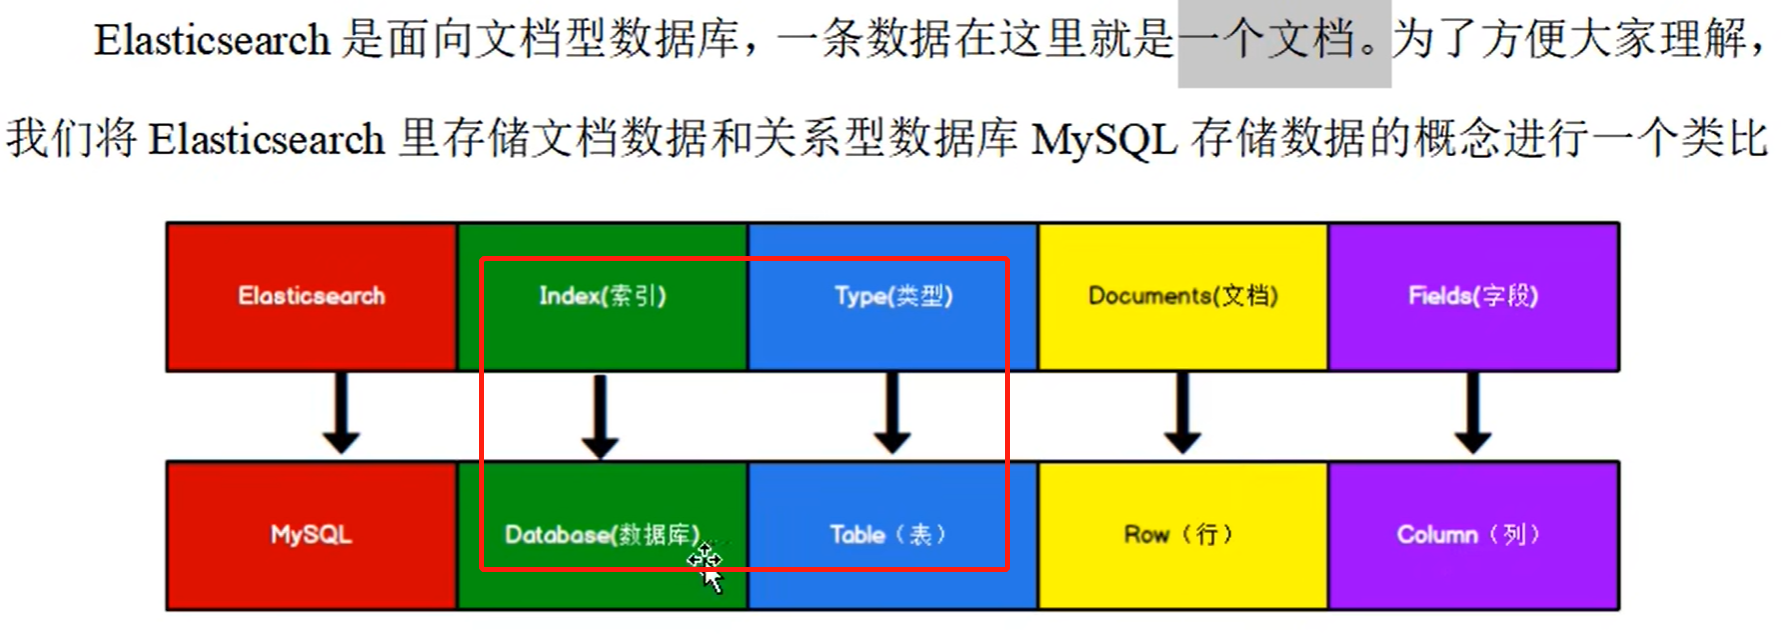 Elasticsearch 是面向文档型数据库，一条数据在这里就是一个文档。为了方便大家理解，
我们将 Elasticsearch 里存储文档数据和关系型数据库 MySQL 存储数据的概念进行一个类比
Elasticsearch Index(索引) Type(类型) Documents(文档) Fields(字段)
MySQL Database(数据库) Table（表） Row（行） Column（列）